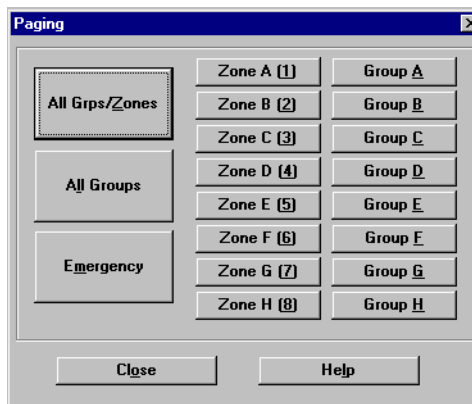 Paging
All Grps/Zones
All Groups
Emergency
Zone A (1)
Zone B (2)
Zone C (3)
Zone D (4)
Zone E (5)
Zone F (6)
Zone G (7)
Zone H (8)
Group A
Group B
Group C
Group D
Group E
Group F
Group G
Group H
Close
Help